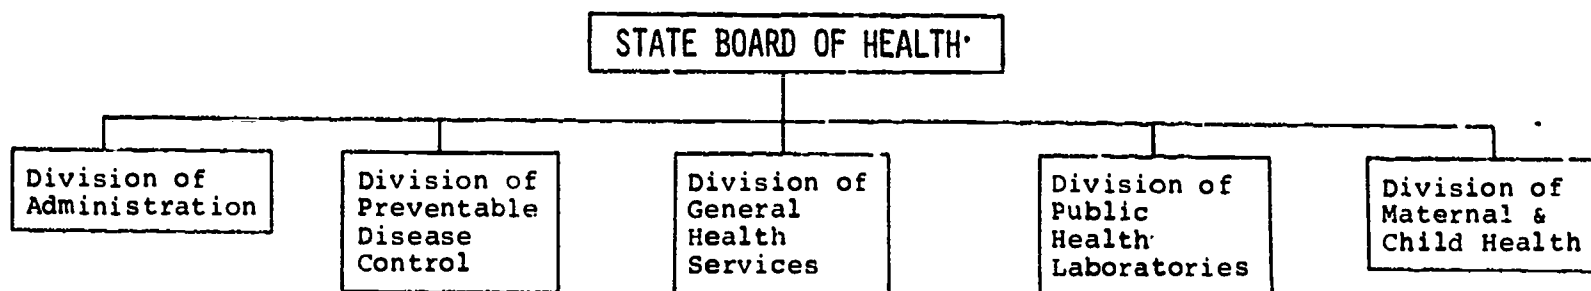 STATE BOARD OF HEALTH
Division of
Administration
Division of
Preventable
Disease
Control
Division of
General
Health
Services
Division of
Public
Health
Laboratories
Division of
Maternal &
Child Health